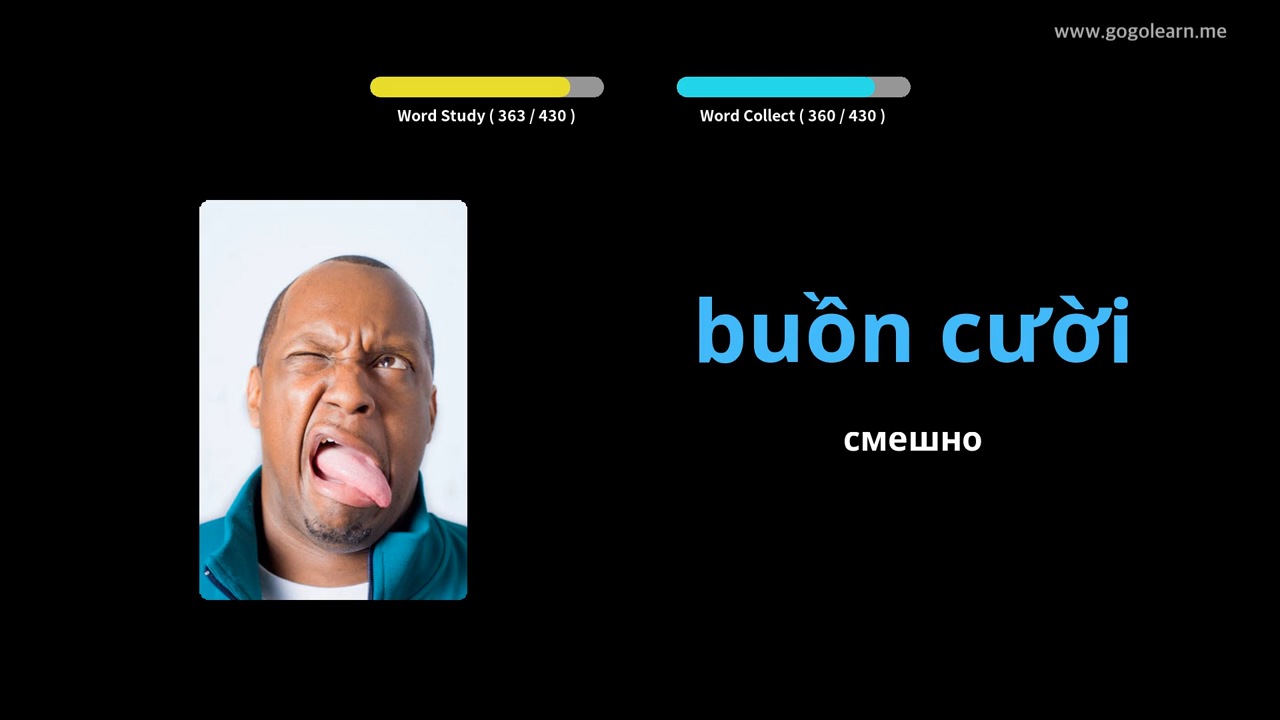 www.gogolearn.me
Word Study ( 363 / 430 )
Word Collect ( 360 / 430 )
buồn cười
смешно